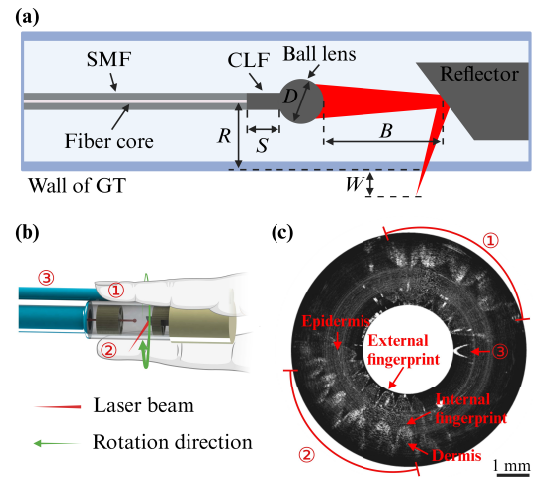 (a)
SMF
CLF
Ball lens
D
Reflector
Fiber core
R
S
B
W
Wall of GT
(b)
③
①
②
Laser beam
Rotation direction
(c)
①
Epidermis
External
fingerprint
③
Internal
fingerprint
②
Dermis
1 mm